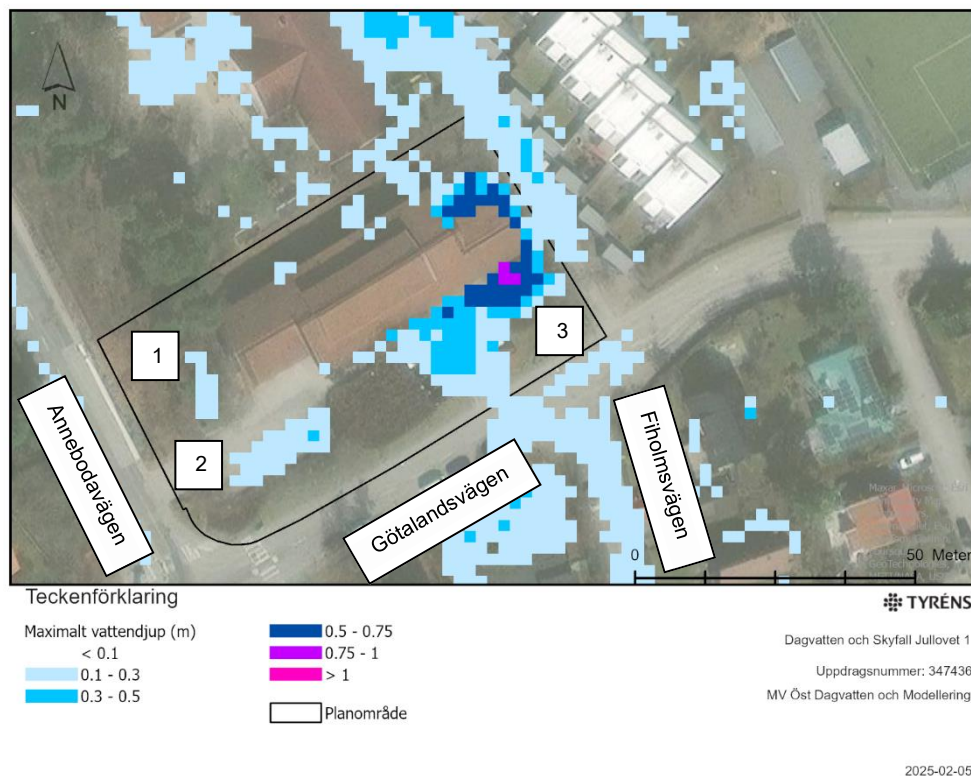 N
1
2
3
Annebodavägen
Götalandsvägen
Fiholmsvägen
0
50 Meter
Teckenförklaring
Maximalt vattendjup (m)
< 0.1
0.1 - 0.3
0.3 - 0.5
0.5 - 0.75
0.75 - 1
> 1
Planområde
TYRÉNS
Dagvatten och Skyfall Jullovet 1
Uppdragsnummer: 347436
MV Öst Dagvatten och Modellering
2025-02-05